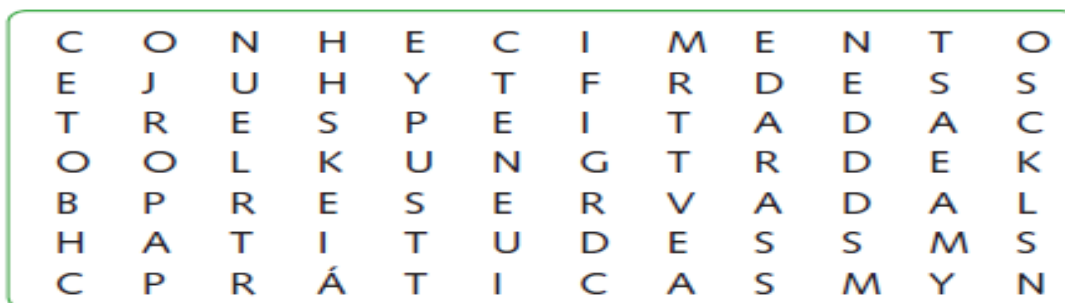 C O N H E C I M E N T O
E J U H Y T F R D E S S
T R E S P E I T A D A C
O O L K U N G T R D E K
B P R E S E R V A D A L
H A T I T U D E S S M S
C P R Á T I C A S M Y N